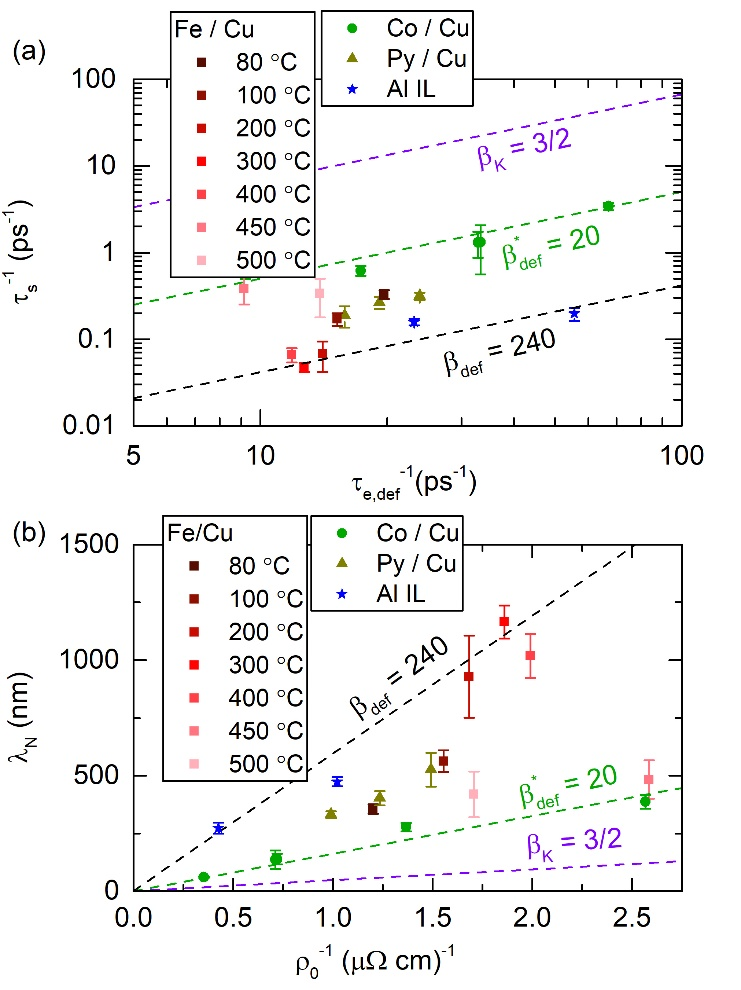 (a)
Fe / Cu
80 °C
100 °C
200 °C
300 °C
400 °C
450 °C
500 °C
Co / Cu
Py / Cu
Al IL
100
10
1
0.1
0.01
τs⁻¹ (ps⁻¹)
βK = 3/2
β*def = 20
βdef = 240
5
10
100
τe,def⁻¹(ps⁻¹)
(b)
Fe/Cu
80 °C
100 °C
200 °C
300 °C
400 °C
450 °C
500 °C
Co / Cu
Py / Cu
Al IL
1500
1000
500
0
λN (nm)
βdef = 240
β*def = 20
βK = 3/2
0.0
0.5
1.0
1.5
2.0
2.5
ρ0⁻¹ (μΩ cm)⁻¹